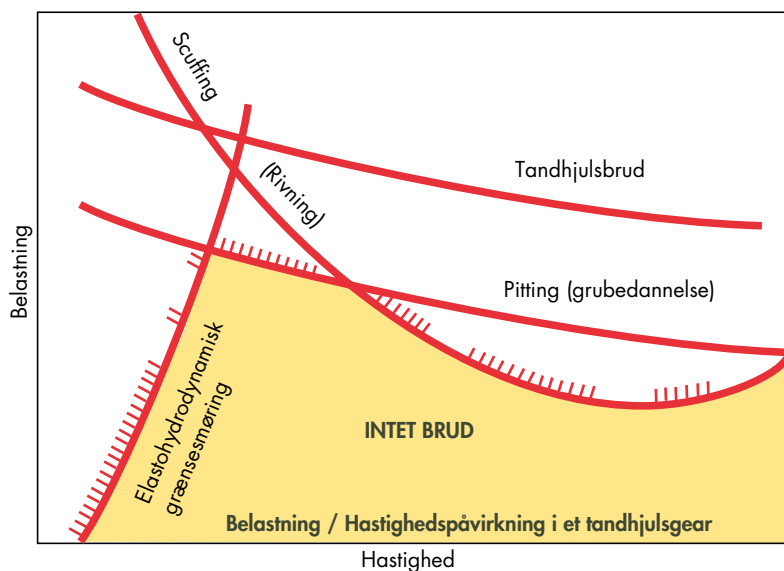 Scuffing
(Rivning)
Tandhjulsbrud
Pitting (grubedannelse)
Belastning
Elastohydrodynamisk
grænsesmøring
INTET BRUD
Belastning / Hastighedspåvirkning i et tandhjulsgear
Hastighed